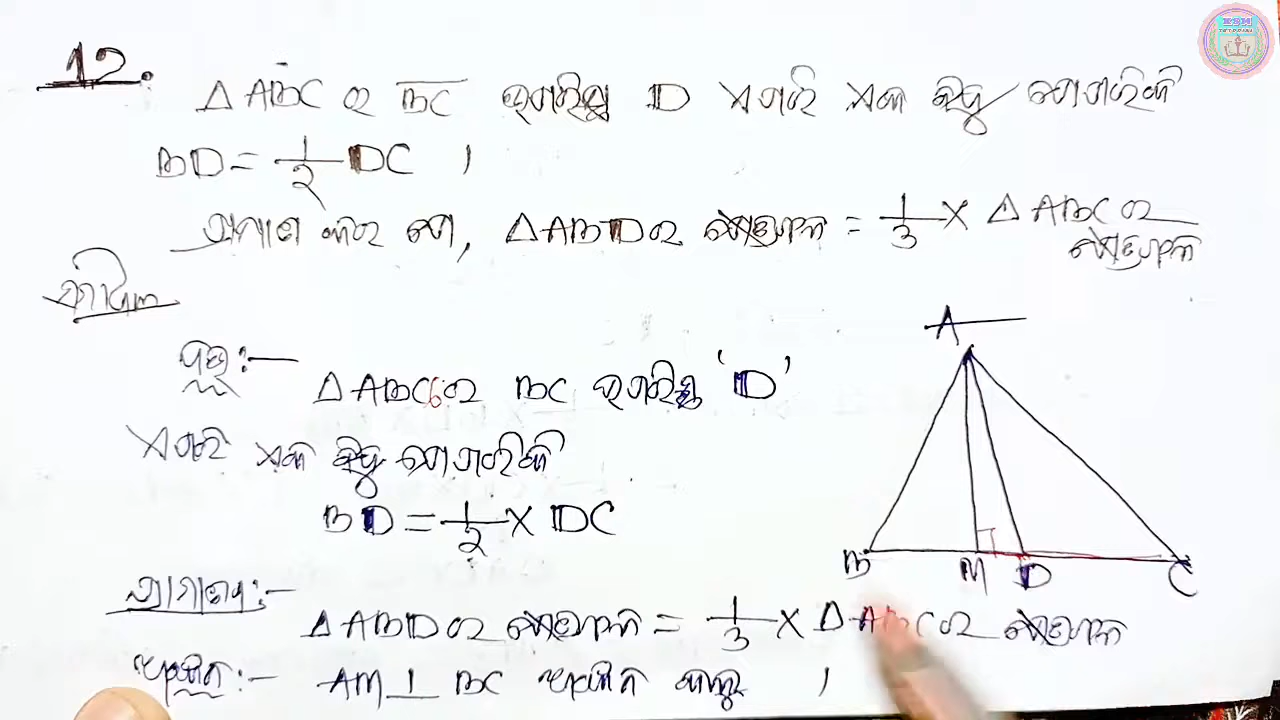 12.
Δ ABC ର BC ଉପରିସ୍ଥ D ଏପରି ଏକ ବିନ୍ଦୁ ଯେପରିକି
BD = 1/2 DC ।
ପ୍ରମାଣ କର ଯେ, Δ ABD ର କ୍ଷେତ୍ରଫଳ = 1/3 × Δ ABC ର
କ୍ଷେତ୍ରଫଳ
ସମାଧାନ
ଦତ୍ତ :—
Δ ABC ର BC ଉପରିସ୍ଥ 'D'
ଏପରି ଏକ ବିନ୍ଦୁ ଯେପରିକି
BD = 1/2 × DC
ପ୍ରାମାଣ୍ୟ :—
Δ ABD ର କ୍ଷେତ୍ରଫଳ = 1/3 × Δ ABC ର କ୍ଷେତ୍ରଫଳ
ଅଙ୍କନ :— AM ⊥ BC ଅଙ୍କନ କରାଯାଉ ।
A
B M D C
KSM